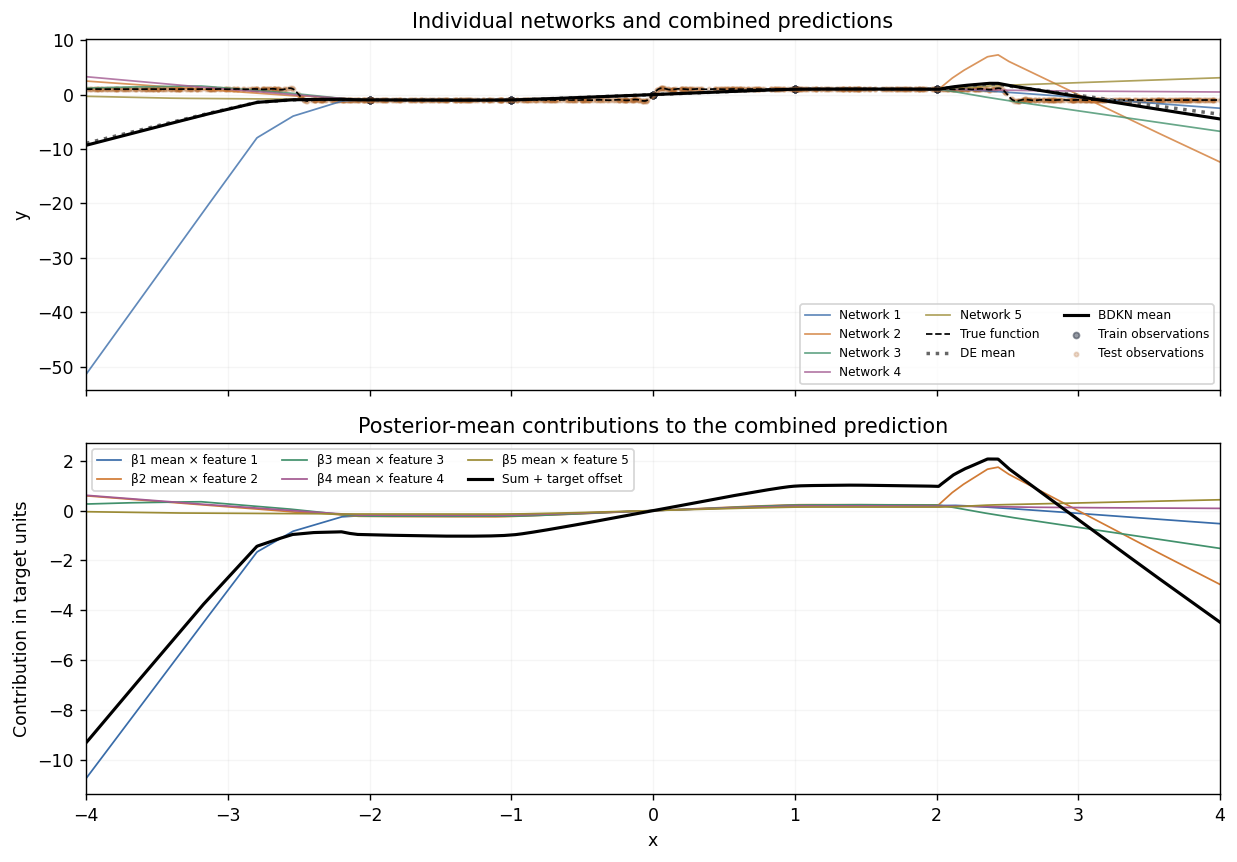 Individual networks and combined predictions
10
0
−10
−20
−30
−40
−50
y
Network 1
Network 2
Network 3
Network 4
Network 5
True function
DE mean
BDKN mean
Train observations
Test observations
Posterior-mean contributions to the combined prediction
2
0
−2
−4
−6
−8
−10
Contribution in target units
β1 mean × feature 1
β2 mean × feature 2
β3 mean × feature 3
β4 mean × feature 4
β5 mean × feature 5
Sum + target offset
−4
−3
−2
−1
0
1
2
3
4
x